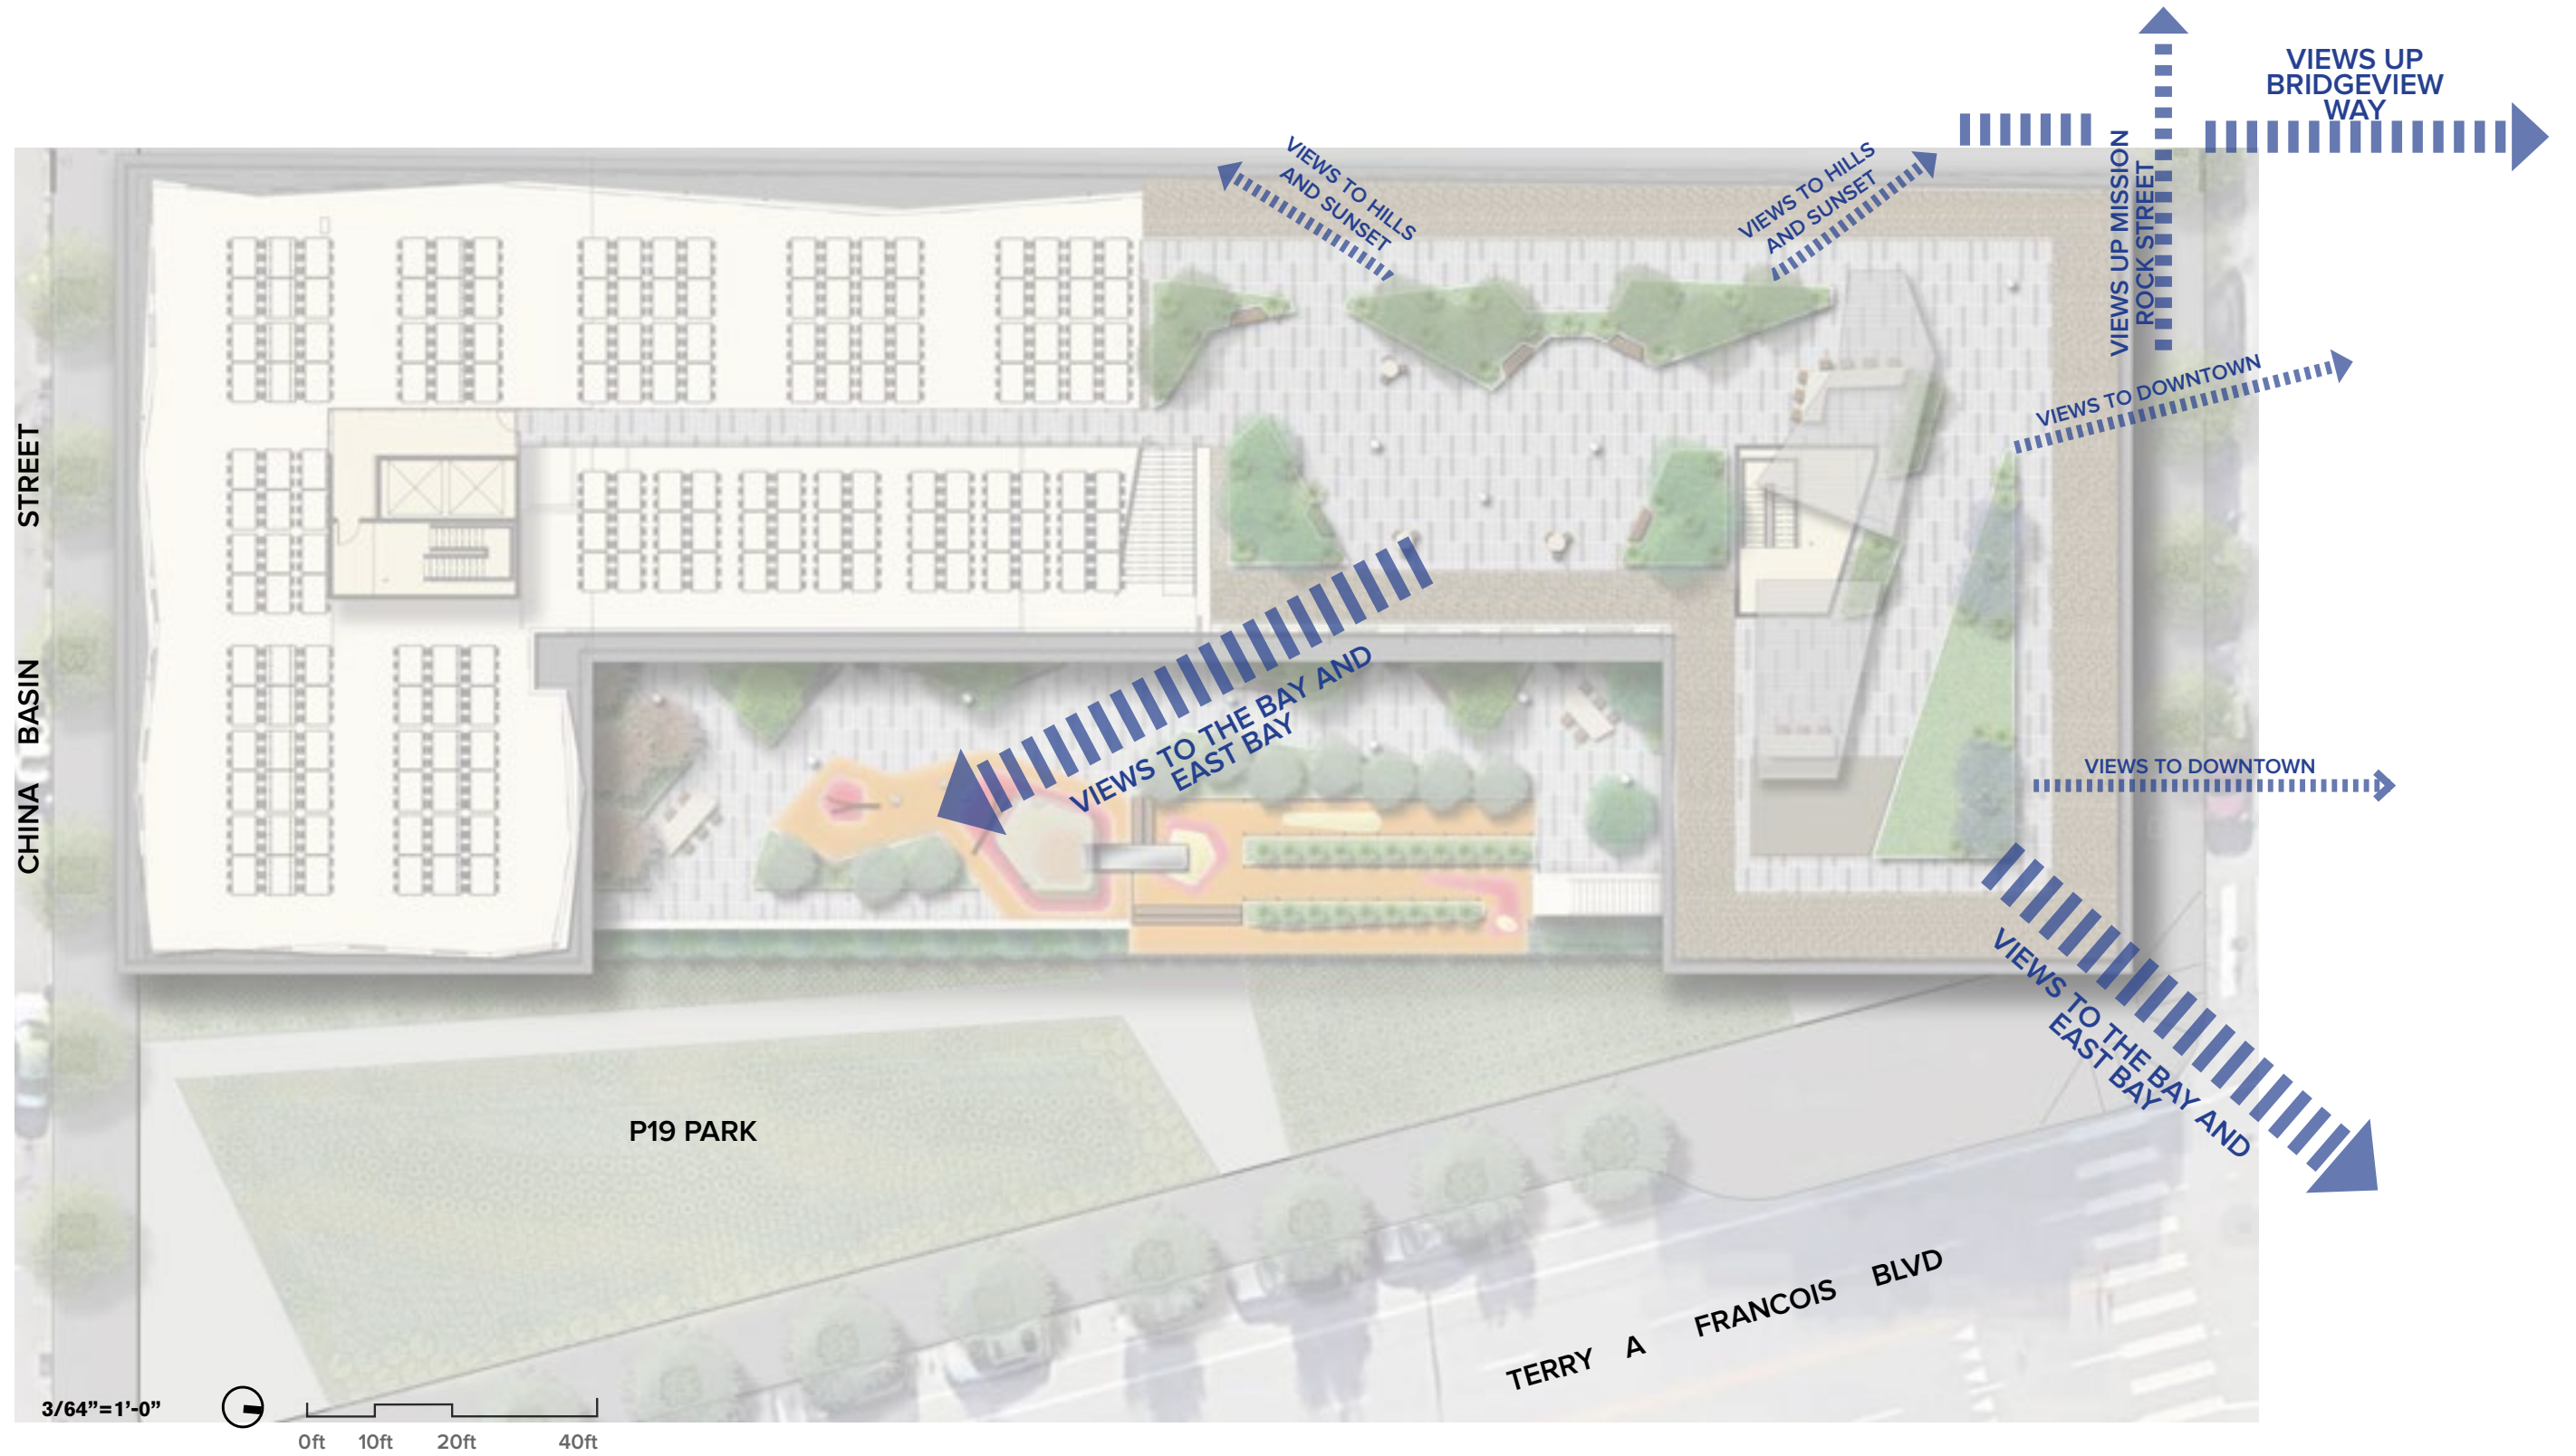 VIEWS UP
BRIDGEVIEW
WAY
VIEWS UP MISSION
ROCK STREET
VIEWS TO HILLS
AND SUNSET
VIEWS TO HILLS
AND SUNSET
VIEWS TO DOWNTOWN
CHINA BASIN STREET
VIEWS TO THE BAY AND
EAST BAY
VIEWS TO DOWNTOWN
VIEWS TO THE BAY AND
EAST BAY
P19 PARK
TERRY A FRANCOIS BLVD
3/64”=1’-0”
0ft 10ft 20ft 40ft